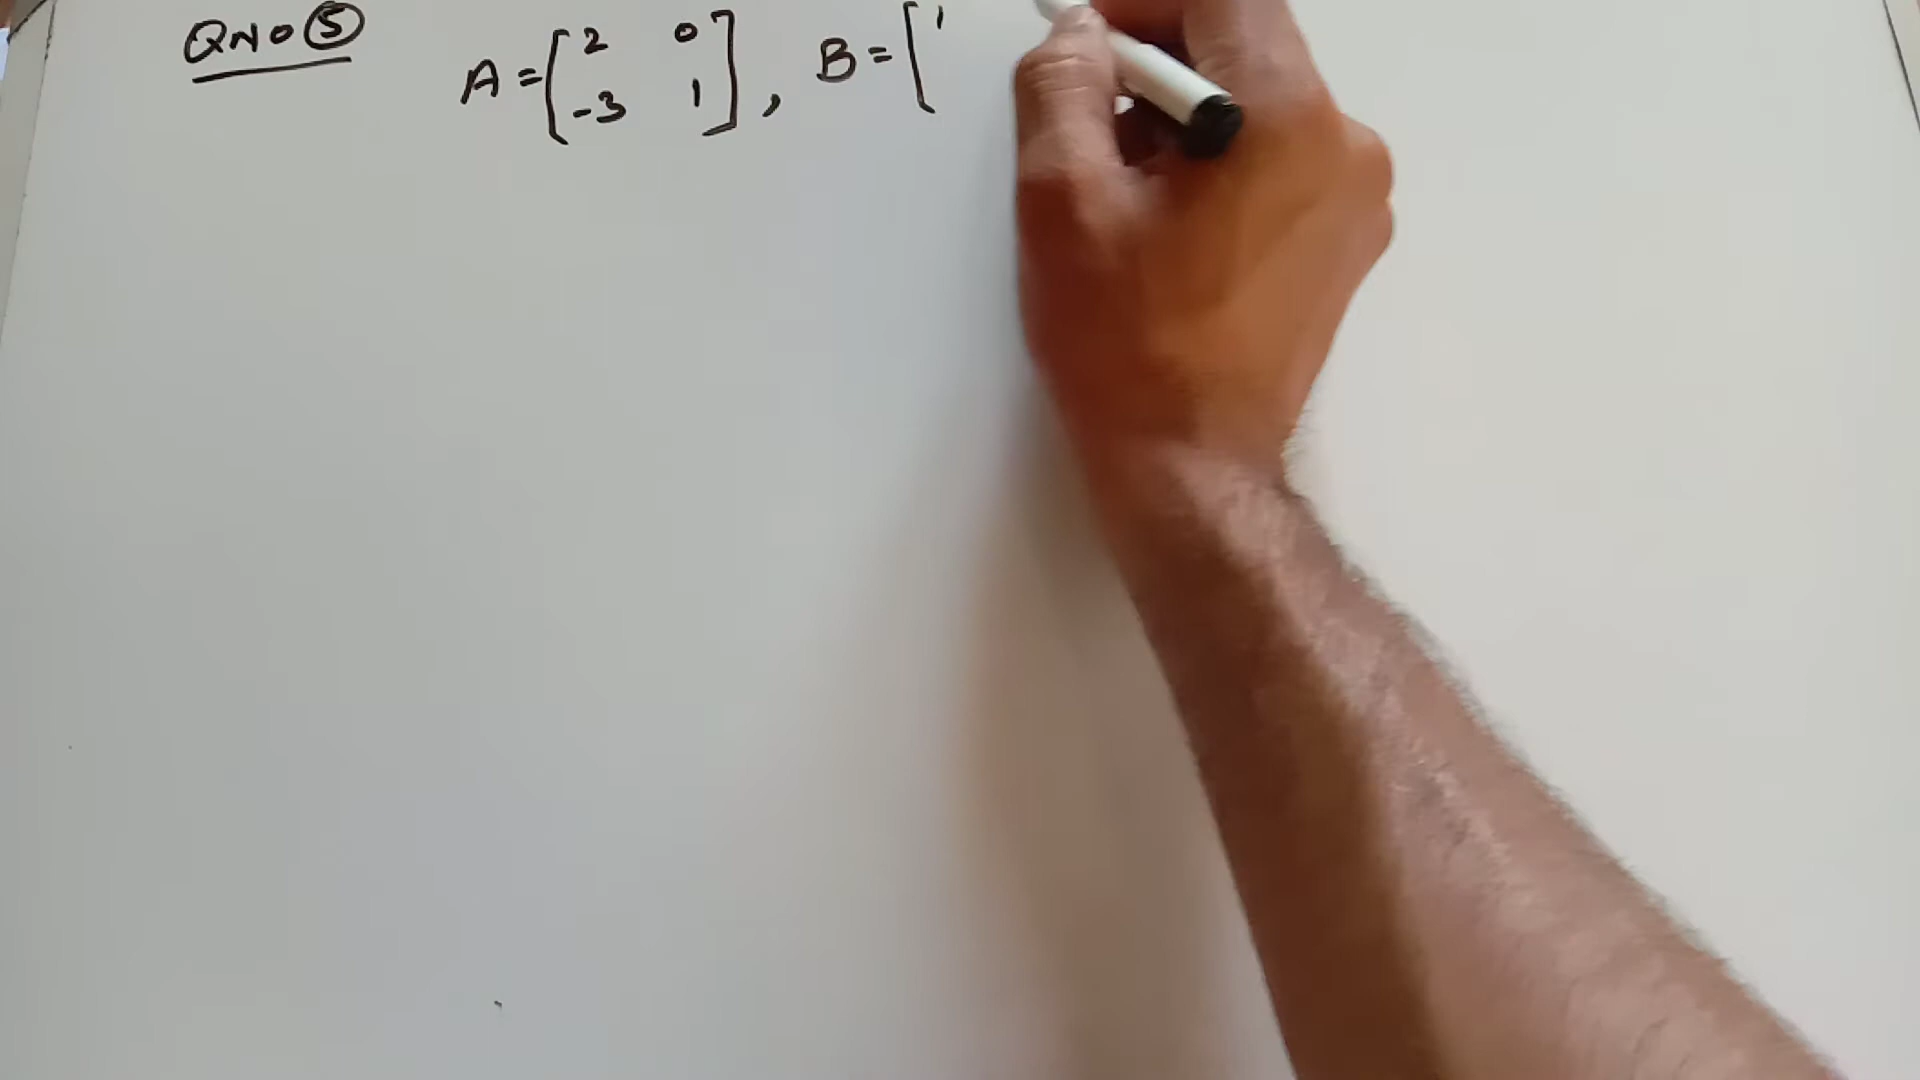 QNO 5 A = [ 2 0
-3 1 ] , B = [ 1